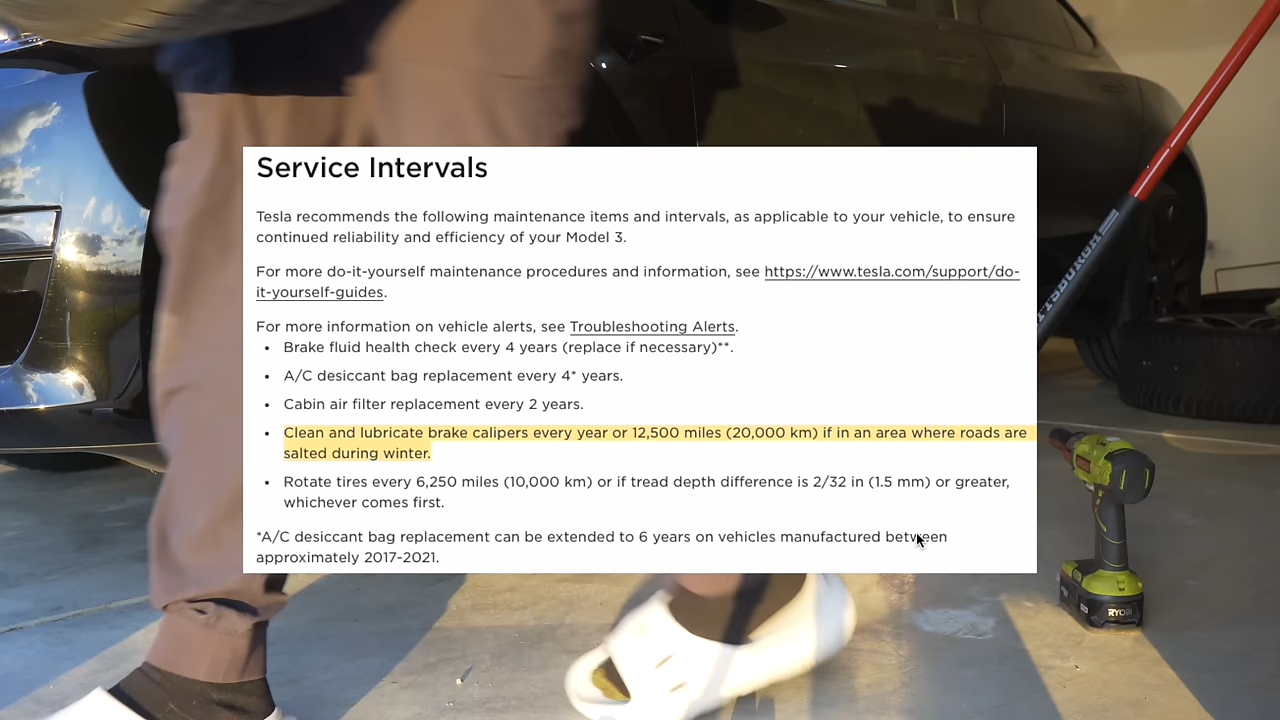 Service Intervals
Tesla recommends the following maintenance items and intervals, as applicable to your vehicle, to ensure
continued reliability and efficiency of your Model 3.
For more do-it-yourself maintenance procedures and information, see https://www.tesla.com/support/do-
it-yourself-guides.
For more information on vehicle alerts, see Troubleshooting Alerts.
• Brake fluid health check every 4 years (replace if necessary)**.
• A/C desiccant bag replacement every 4* years.
• Cabin air filter replacement every 2 years.
• Clean and lubricate brake calipers every year or 12,500 miles (20,000 km) if in an area where roads are
salted during winter.
• Rotate tires every 6,250 miles (10,000 km) or if tread depth difference is 2/32 in (1.5 mm) or greater,
whichever comes first.
*A/C desiccant bag replacement can be extended to 6 years on vehicles manufactured between
approximately 2017-2021.
RYOBI